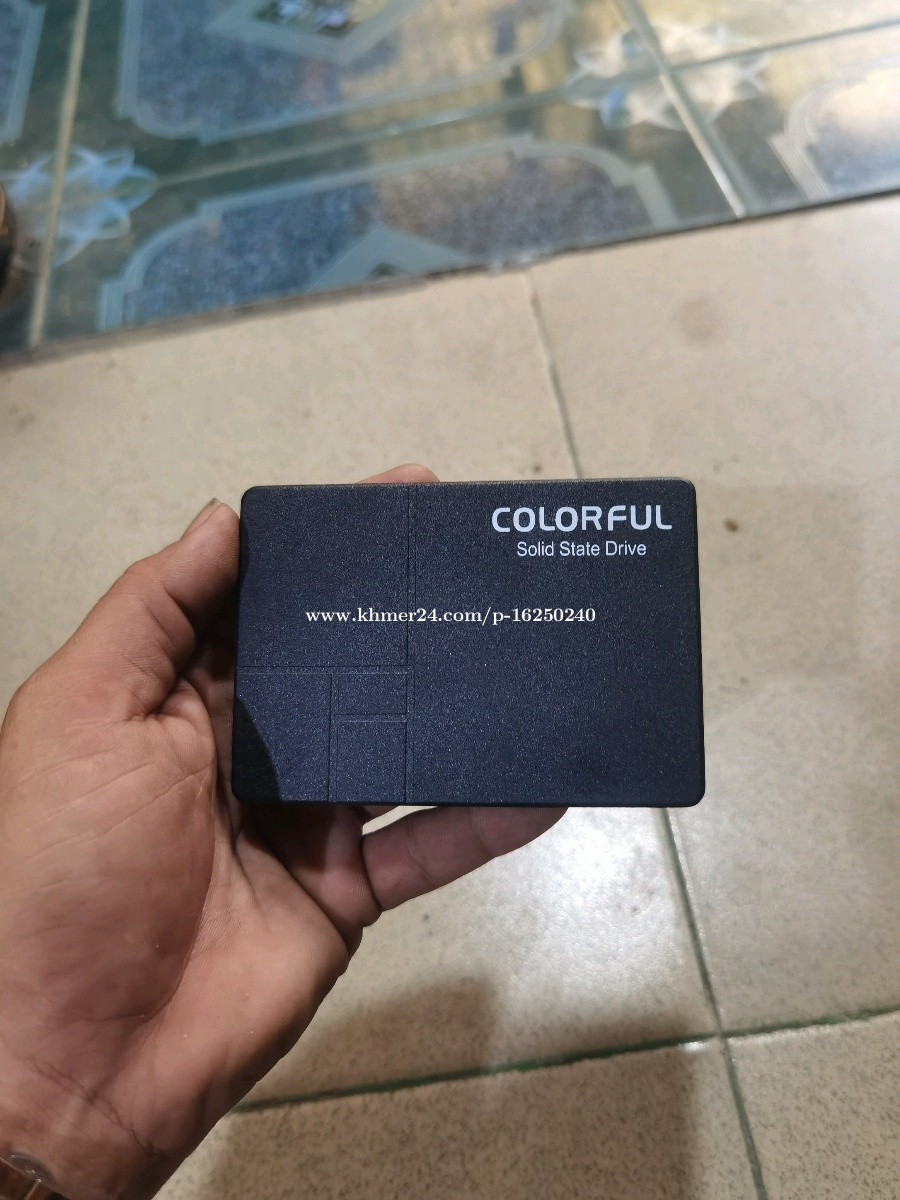 COLORFUL
Solid State Drive
www.khmer24.com/p-16250240